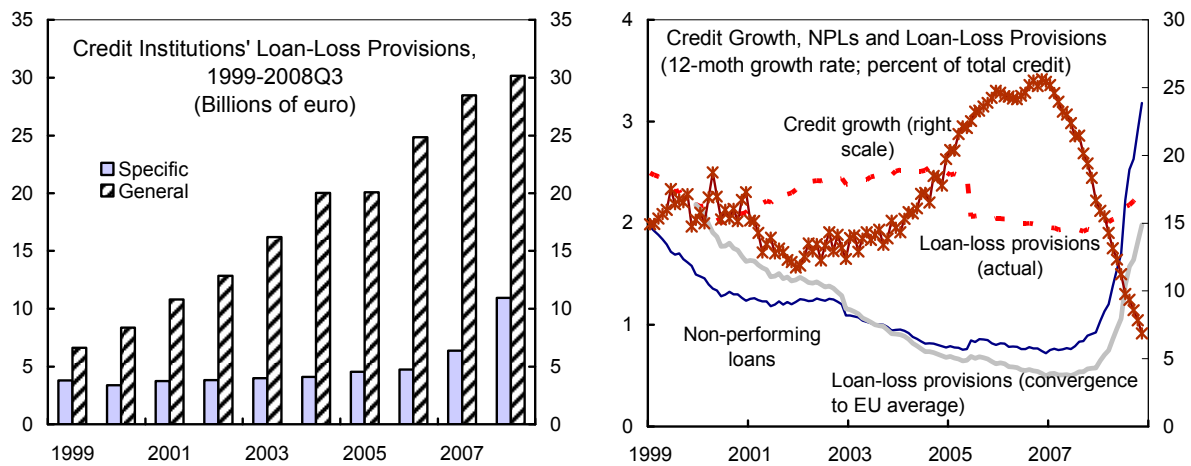 Credit Institutions' Loan-Loss Provisions,
1999-2008Q3
(Billions of euro)
Specific
General
35
30
25
20
15
10
5
0
35
30
25
20
15
10
5
0
1999
2001
2003
2005
2007
Credit Growth, NPLs and Loan-Loss Provisions
(12-moth growth rate; percent of total credit)
Credit growth (right
scale)
Loan-loss provisions
(actual)
Non-performing
loans
Loan-loss provisions (convergence
to EU average)
4
3
2
1
0
30
25
20
15
10
5
0
1999
2001
2003
2005
2007